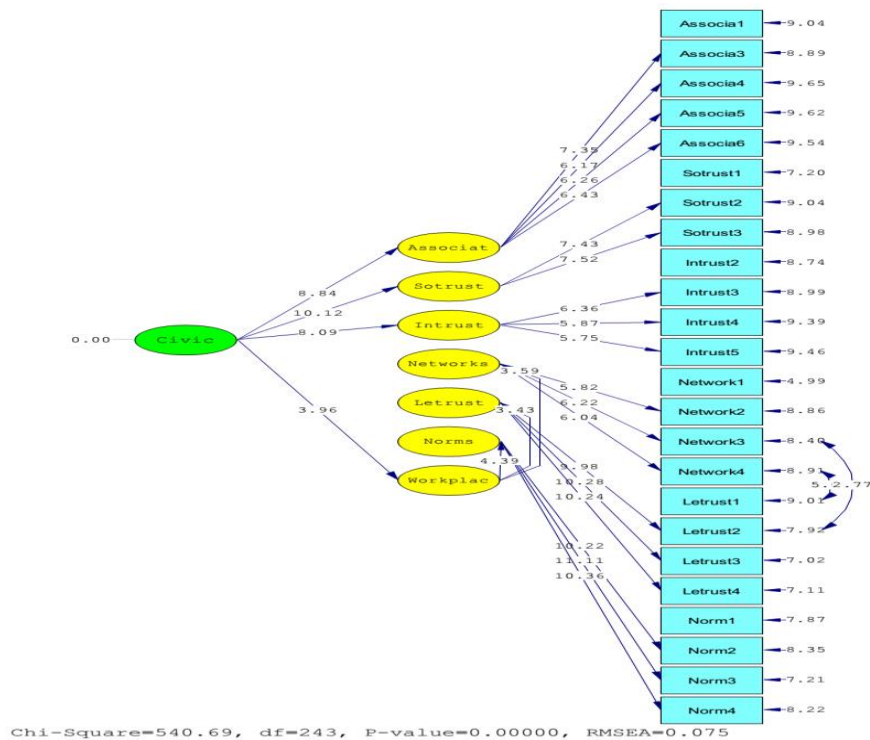 Associa1 9.04
Associa3 8.89
Associa4 9.65
Associa5 9.62
Associa6 9.54
Sotrust1 7.20
Sotrust2 9.04
Sotrust3 8.98
Intrust2 8.74
Intrust3 8.99
Intrust4 9.39
Intrust5 9.46
Network1 4.99
Network2 8.86
Network3 8.40
Network4 8.91
Letrust1 9.01
Letrust2 7.92
Letrust3 7.02
Letrust4 7.11
Norm1 7.87
Norm2 8.35
Norm3 7.21
Norm4 8.22
7.35
6.17
6.26
6.43
7.43
7.52
6.36
5.87
5.75
5.82
6.22
6.04
9.98
10.28
10.24
10.22
11.11
10.36
Associat
Sotrust
Intrust
Networks
Letrust
Norms
Workplac
3.59
3.43
4.39
8.84
10.12
8.09
3.96
0.00
Civic
2.77
Chi-Square=540.69, df=243, P-value=0.00000, RMSEA=0.075